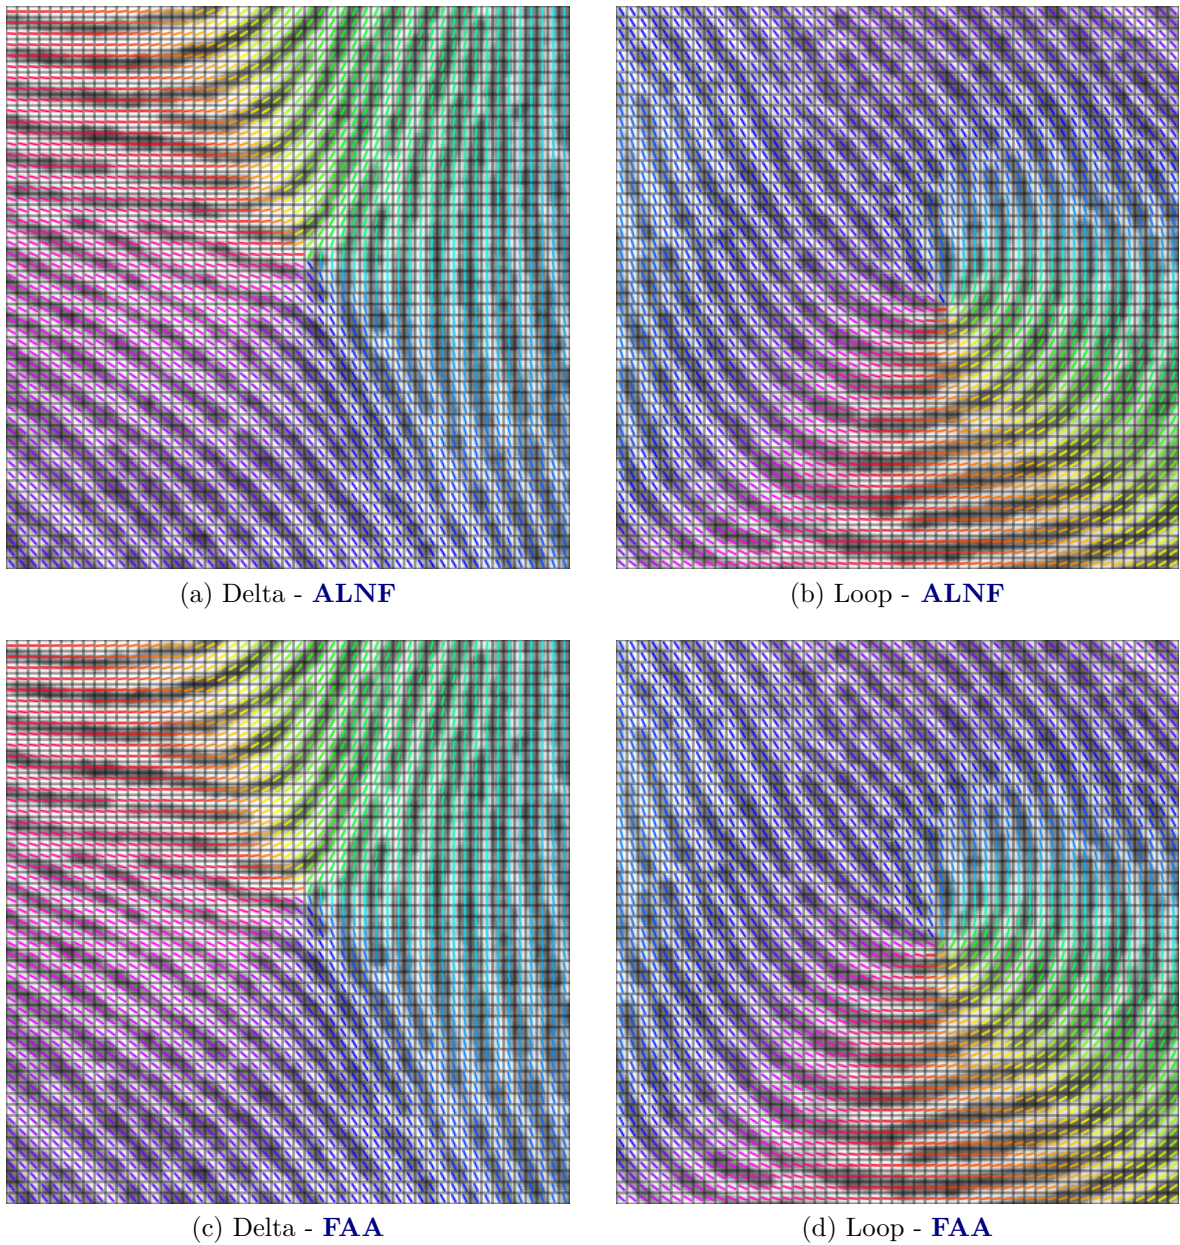 (a) Delta - ALNF
(b) Loop - ALNF
(c) Delta - FAA
(d) Loop - FAA